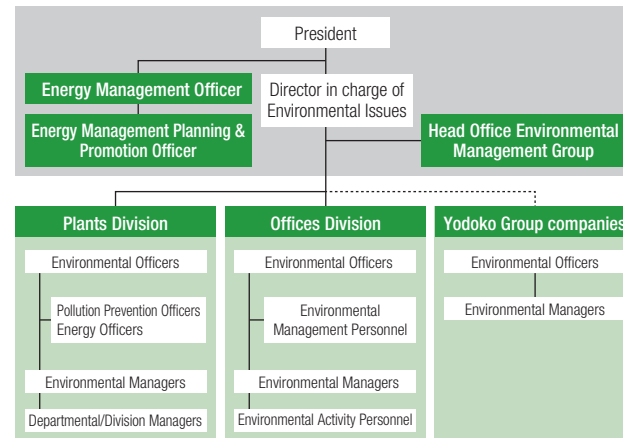 President
Energy Management Officer
Director in charge of
Environmental Issues
Energy Management Planning &
Promotion Officer
Head Office Environmental
Management Group
Plants Division
Environmental Officers
Pollution Prevention Officers
Energy Officers
Environmental Managers
Departmental/Division Managers
Offices Division
Environmental Officers
Environmental
Management Personnel
Environmental Managers
Environmental Activity Personnel
Yodoko Group companies
Environmental Officers
Environmental Managers